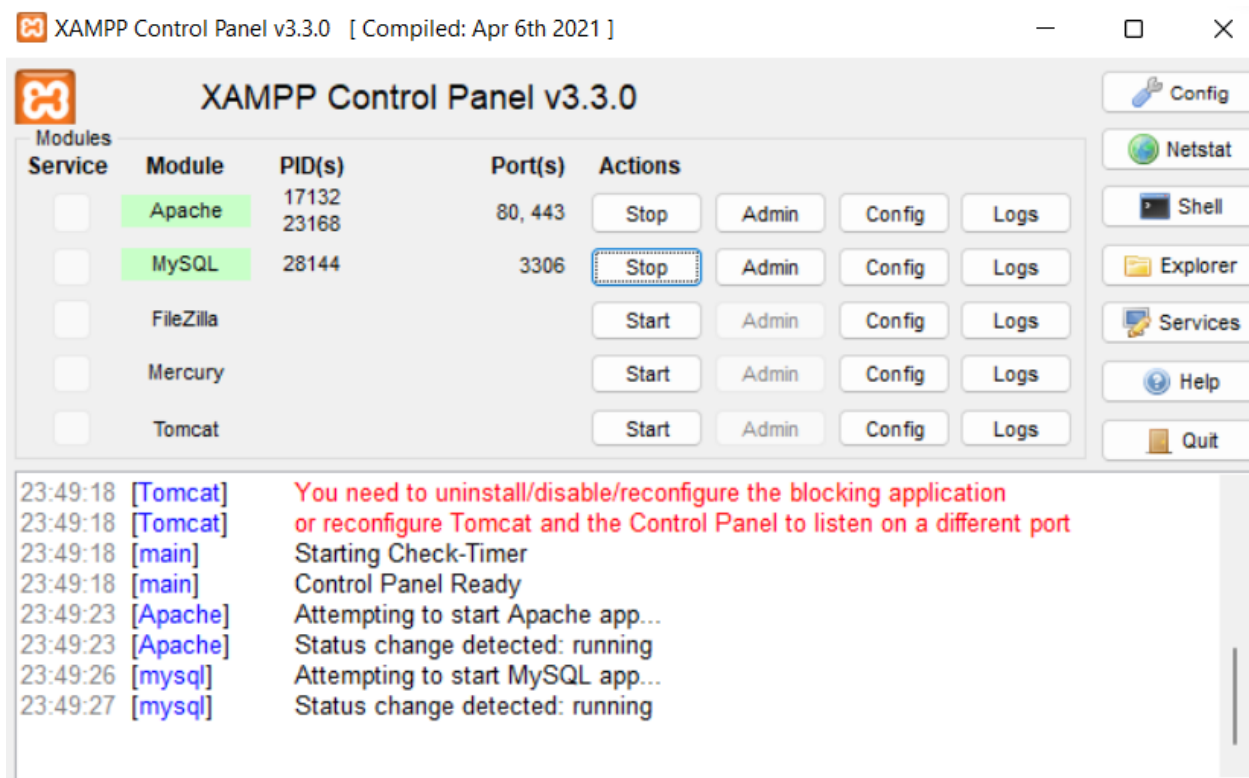 XAMPP Control Panel v3.3.0 [ Compiled: Apr 6th 2021 ]
XAMPP Control Panel v3.3.0
Config
Modules
Netstat
Service Module PID(s) Port(s) Actions
Apache 17132 80, 443 Stop Admin Config Logs
23168
Shell
MySQL 28144 3306 Stop Admin Config Logs
Explorer
FileZilla Start Admin Config Logs
Services
Mercury Start Admin Config Logs
Help
Tomcat Start Admin Config Logs
Quit
23:49:18 [Tomcat] You need to uninstall/disable/reconfigure the blocking application
23:49:18 [Tomcat] or reconfigure Tomcat and the Control Panel to listen on a different port
23:49:18 [main] Starting Check-Timer
23:49:18 [main] Control Panel Ready
23:49:23 [Apache] Attempting to start Apache app...
23:49:23 [Apache] Status change detected: running
23:49:26 [mysql] Attempting to start MySQL app...
23:49:27 [mysql] Status change detected: running